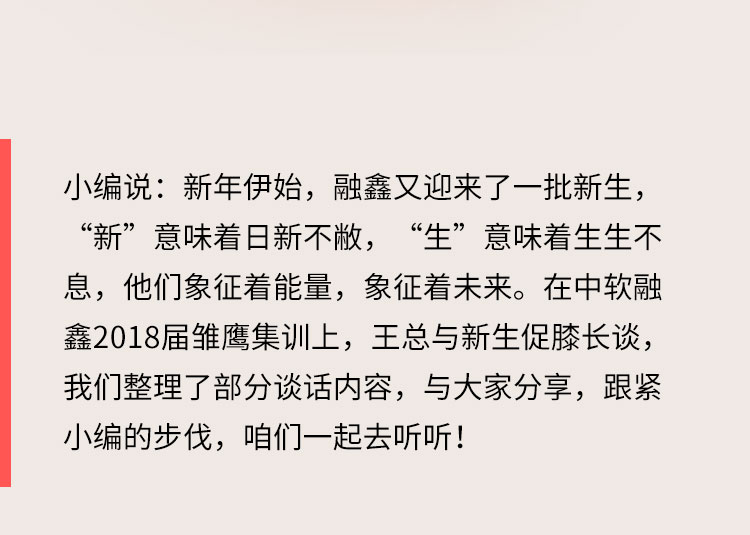 小编说：新年伊始，融鑫又迎来了一批新生，
“新”意味着日新不敝，“生”意味着生生不
息，他们象征着能量，象征着未来。在中软融
鑫2018届雏鹰集训上，王总与新生促膝长谈，
我们整理了部分谈话内容，与大家分享，跟紧
小编的步伐，咱们一起去听听！